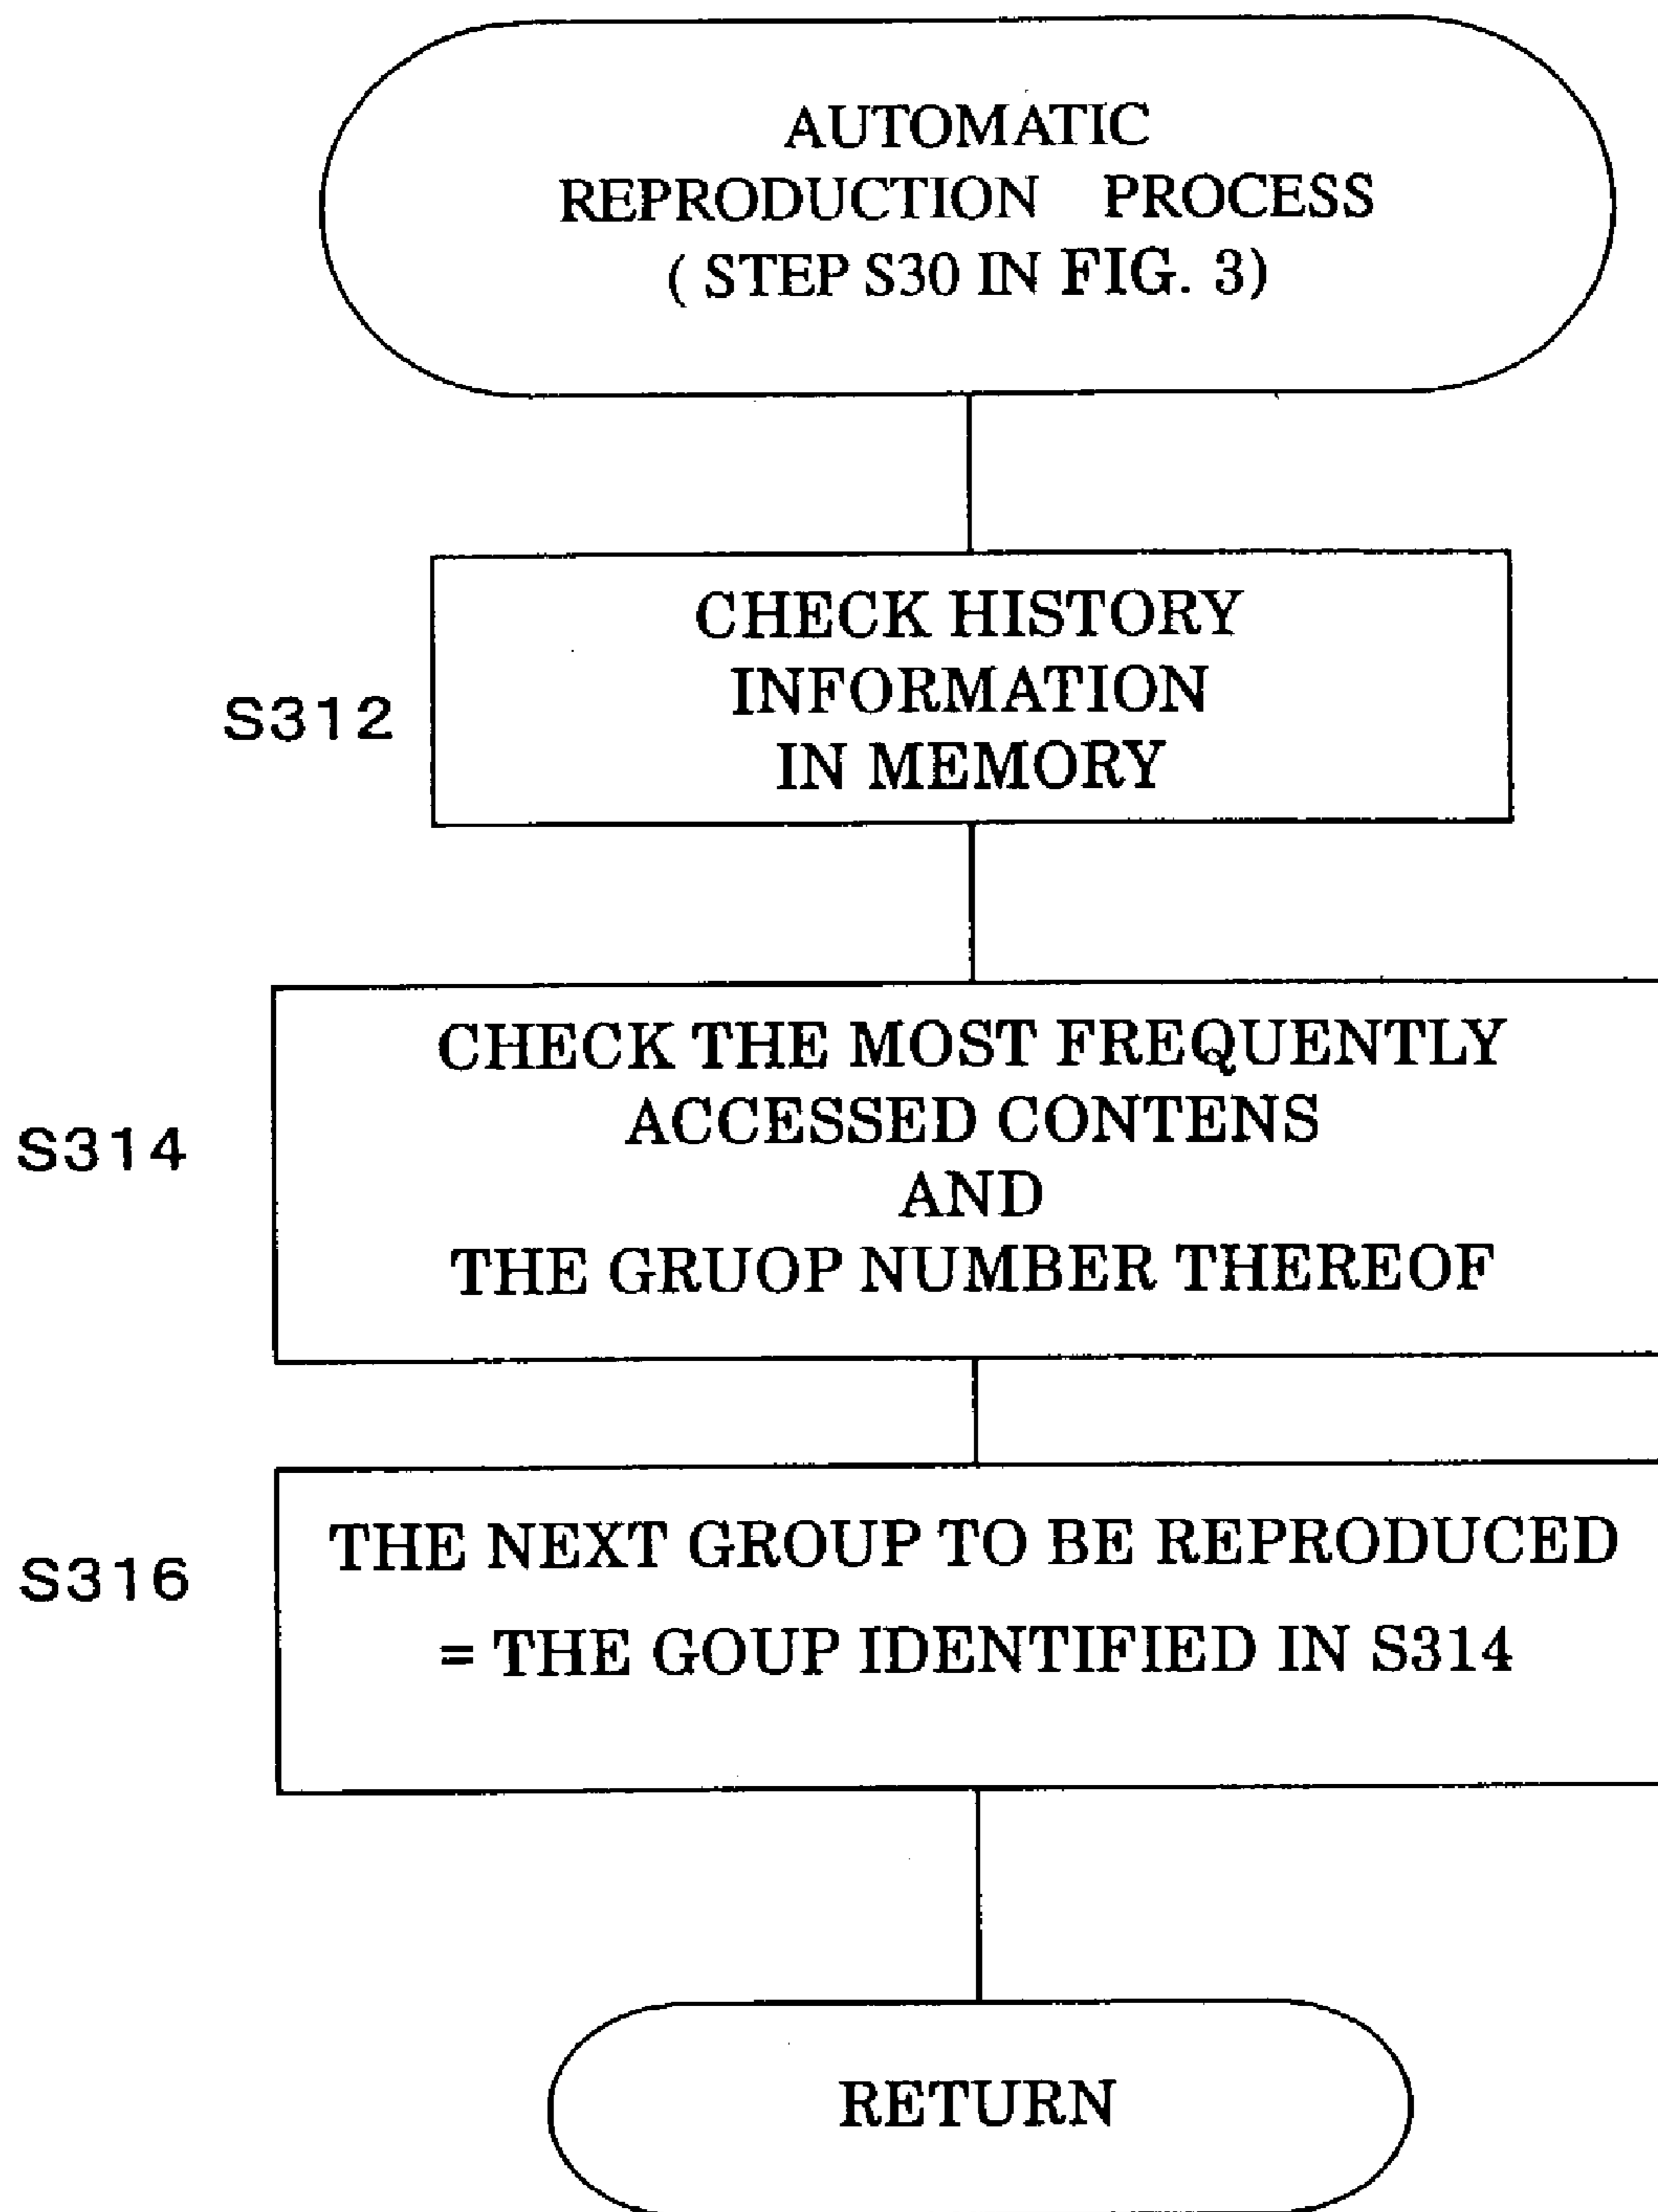 AUTOMATIC
REPRODUCTION PROCESS
( STEP S30 IN FIG. 3)
S312
CHECK HISTORY
INFORMATION
IN MEMORY
S314
CHECK THE MOST FREQUENTLY
ACCESSED CONTENS
AND
THE GRUOP NUMBER THEREOF
S316
THE NEXT GROUP TO BE REPRODUCED
= THE GOUP IDENTIFIED IN S314
RETURN